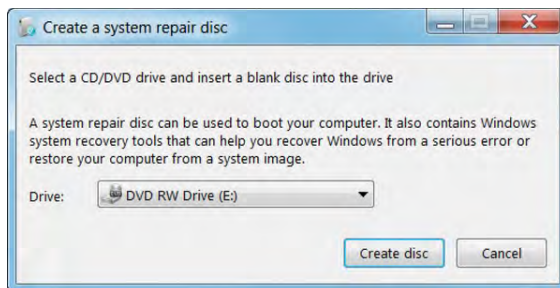 Create a system repair disc
Select a CD/DVD drive and insert a blank disc into the drive
A system repair disc can be used to boot your computer. It also contains Windows
system recovery tools that can help you recover Windows from a serious error or
restore your computer from a system image.
Drive: DVD RW Drive (E:)
Create disc Cancel